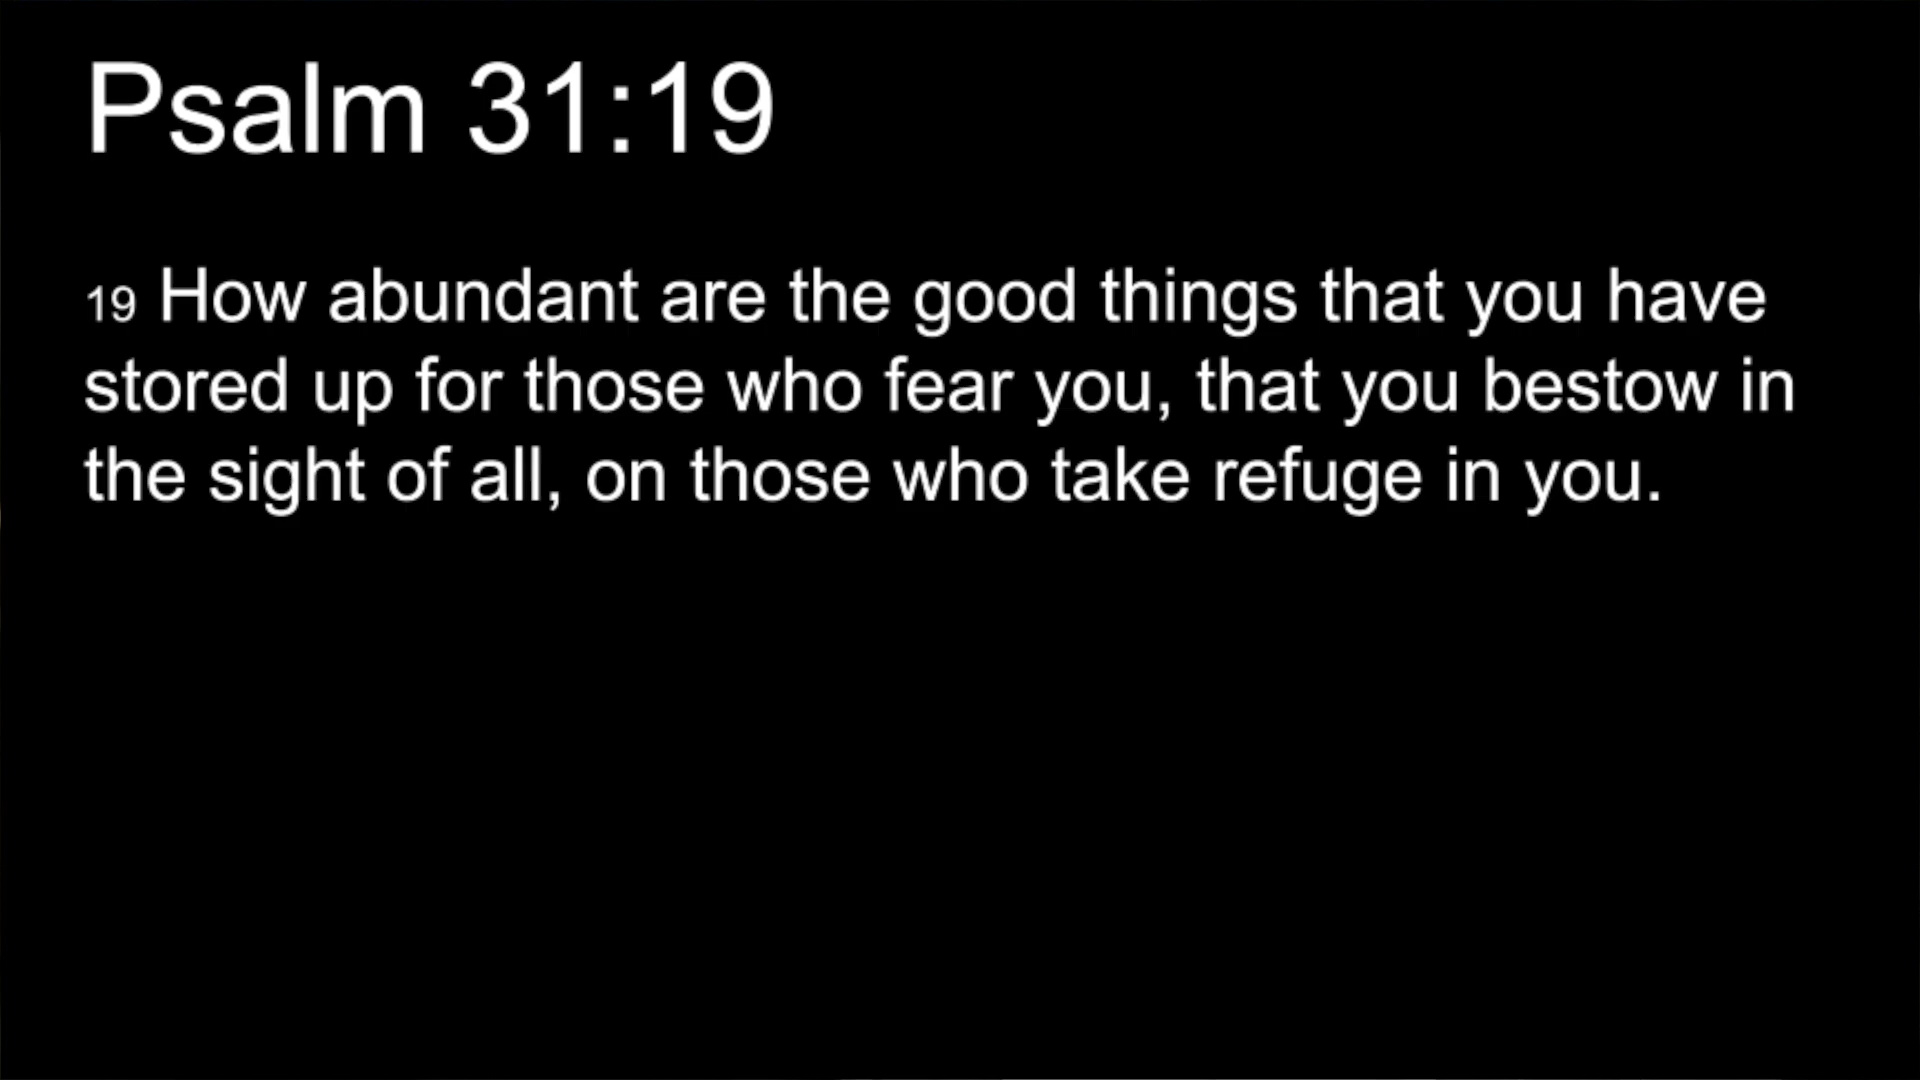 Psalm 31:19
19 How abundant are the good things that you have
stored up for those who fear you, that you bestow in
the sight of all, on those who take refuge in you.